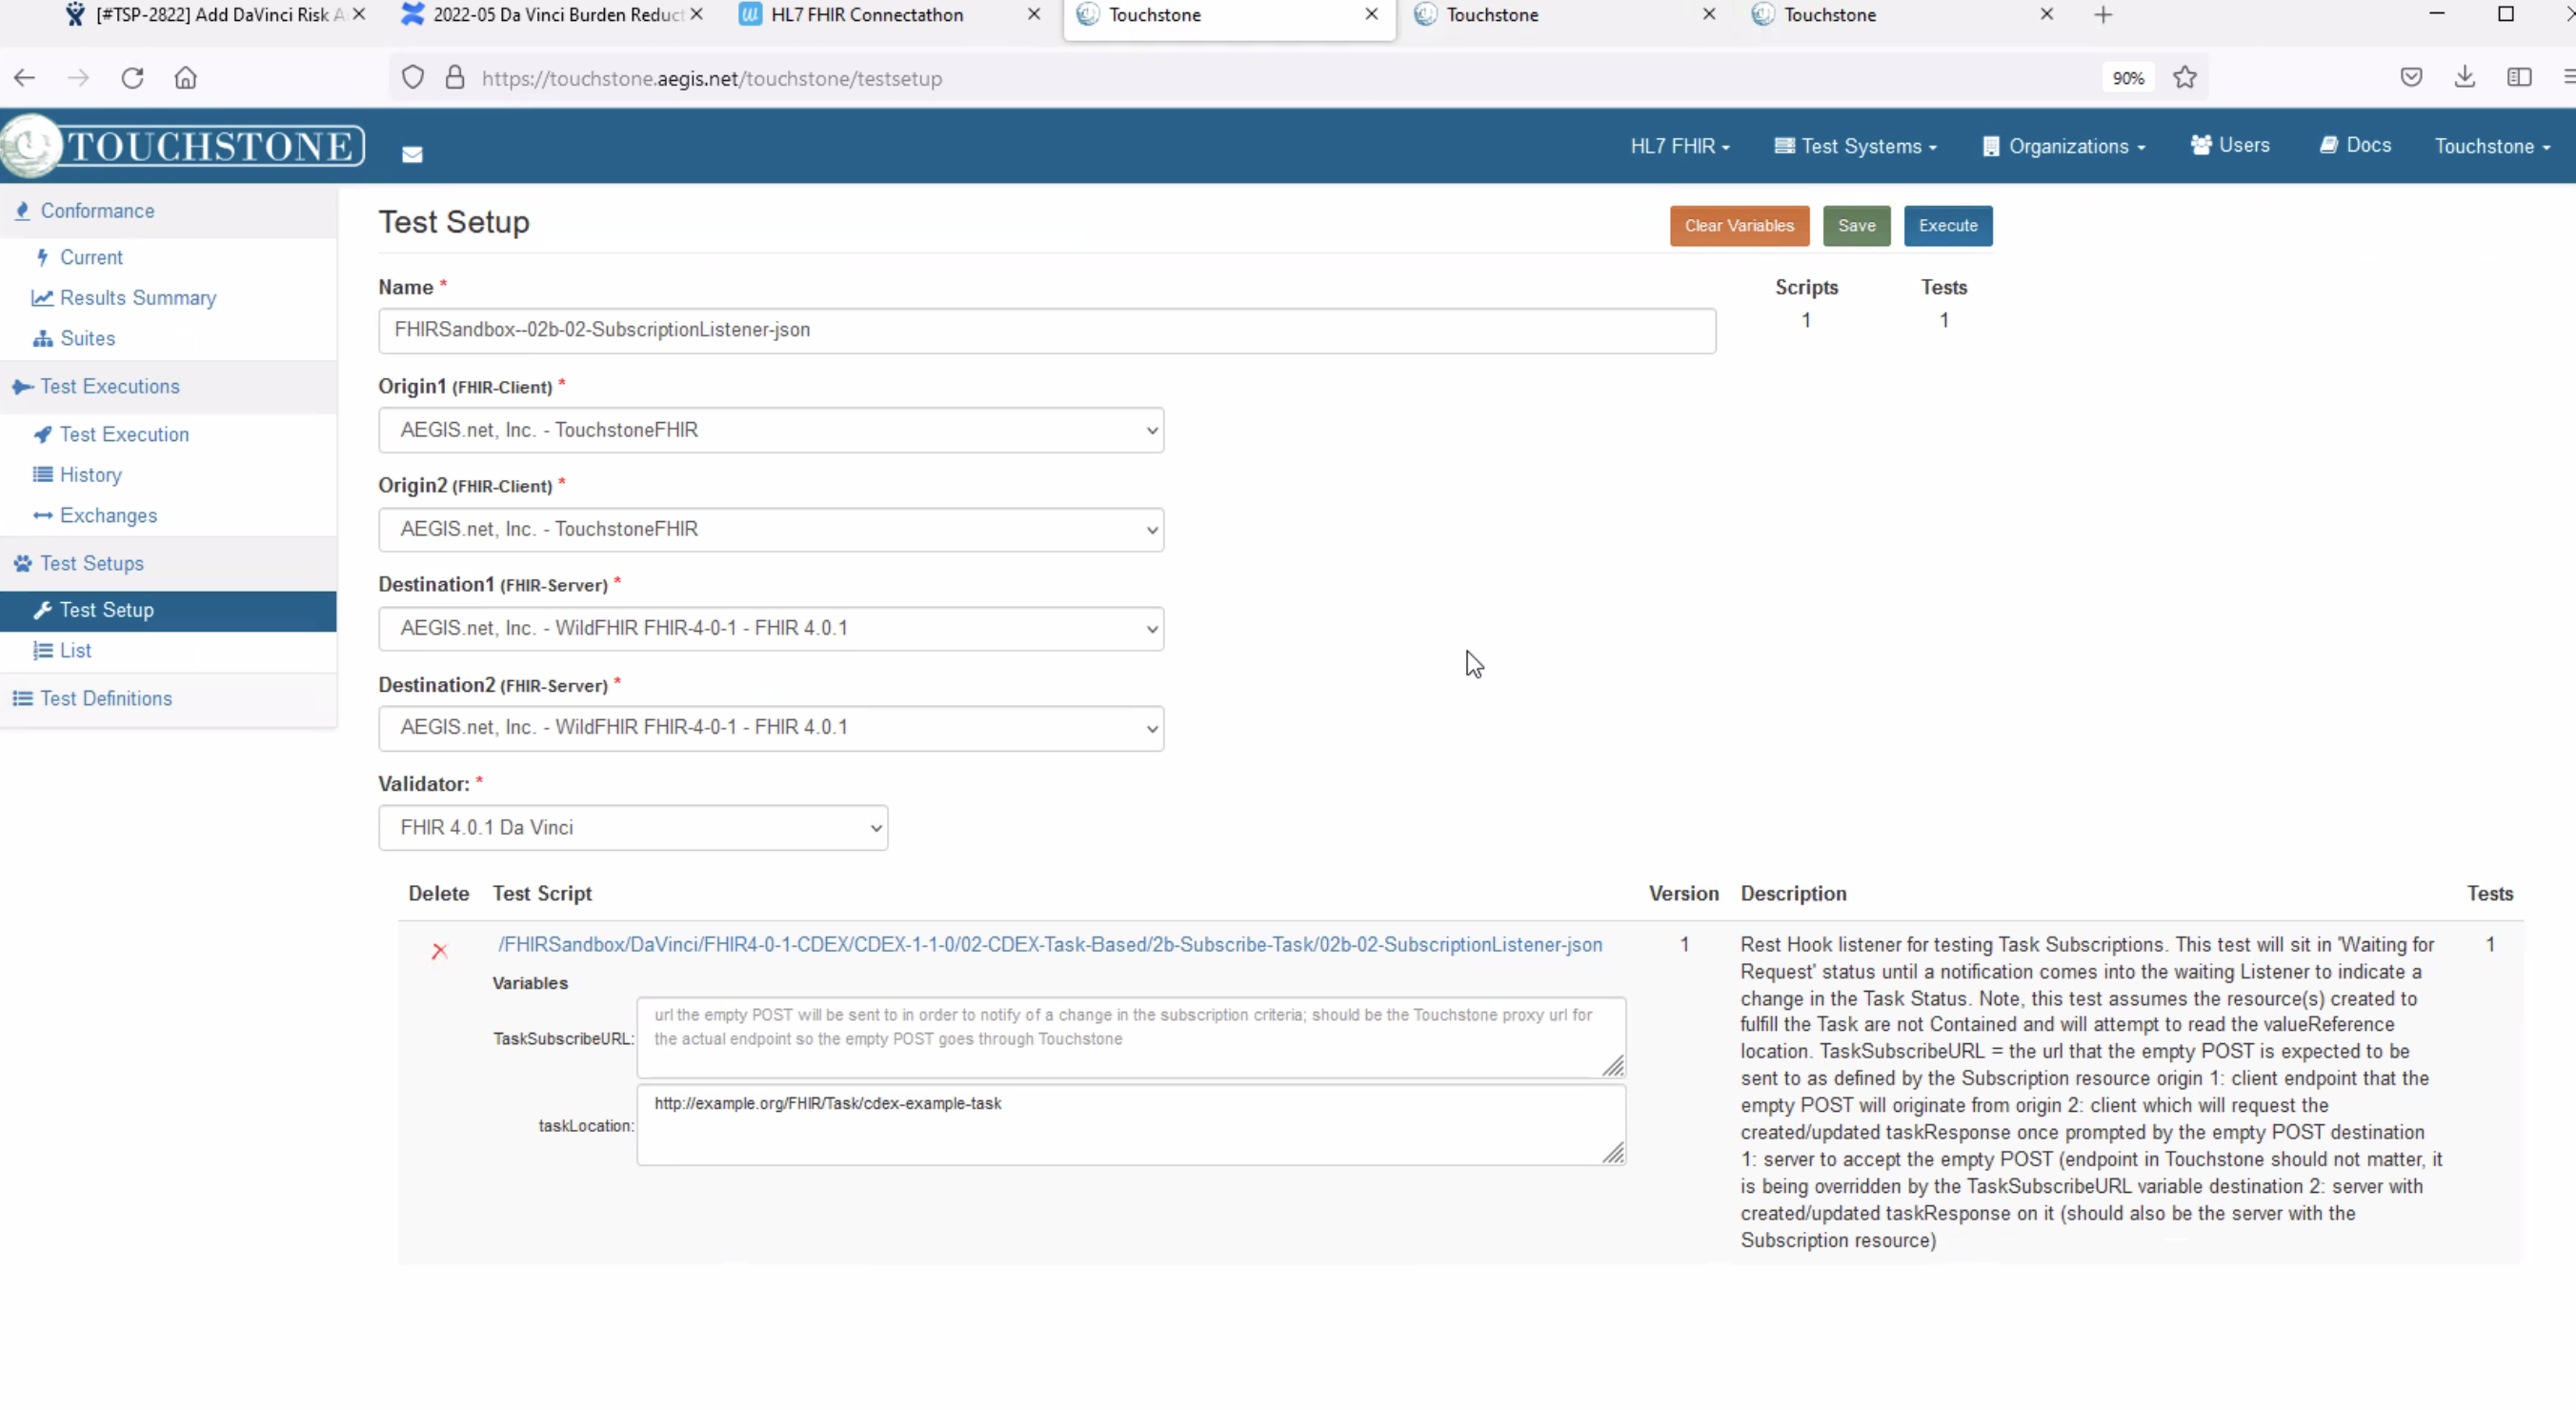 [#TSP-2822] Add DaVinci Risk A
2022-05 Da Vinci Burden Reduct
HL7 FHIR Connectathon
Touchstone
Touchstone
Touchstone
https://touchstone.aegis.net/touchstone/testsetup
90%
TOUCHSTONE
HL7 FHIR
Test Systems
Organizations
Users
Docs
Touchstone
Conformance
Current
Results Summary
Suites
Test Executions
Test Execution
History
Exchanges
Test Setups
Test Setup
List
Test Definitions
Test Setup
Clear Variables
Save
Execute
Name *
Scripts
Tests
FHIRSandbox--02b-02-SubscriptionListener-json
1
1
Origin1 (FHIR-Client) *
AEGIS.net, Inc. - TouchstoneFHIR
Origin2 (FHIR-Client) *
AEGIS.net, Inc. - TouchstoneFHIR
Destination1 (FHIR-Server) *
AEGIS.net, Inc. - WildFHIR FHIR-4-0-1 - FHIR 4.0.1
Destination2 (FHIR-Server) *
AEGIS.net, Inc. - WildFHIR FHIR-4-0-1 - FHIR 4.0.1
Validator: *
FHIR 4.0.1 Da Vinci
Delete
Test Script
Version
Description
Tests
/FHIRSandbox/DaVinci/FHIR4-0-1-CDEX/CDEX-1-1-0/02-CDEX-Task-Based/2b-Subscribe-Task/02b-02-SubscriptionListener-json
1
Variables
TaskSubscribeURL:
url the empty POST will be sent to in order to notify of a change in the subscription criteria; should be the Touchstone proxy url for
the actual endpoint so the empty POST goes through Touchstone
taskLocation:
http://example.org/FHIR/Task/cdex-example-task
Rest Hook listener for testing Task Subscriptions. This test will sit in 'Waiting for
Request' status until a notification comes into the waiting Listener to indicate a
change in the Task Status. Note, this test assumes the resource(s) created to
fulfill the Task are not Contained and will attempt to read the valueReference
location. TaskSubscribeURL = the url that the empty POST is expected to be
sent to as defined by the Subscription resource origin 1: client endpoint that the
empty POST will originate from origin 2: client which will request the
created/updated taskResponse once prompted by the empty POST destination
1: server to accept the empty POST (endpoint in Touchstone should not matter, it
is being overridden by the TaskSubscribeURL variable destination 2: server with
created/updated taskResponse on it (should also be the server with the
Subscription resource)
1